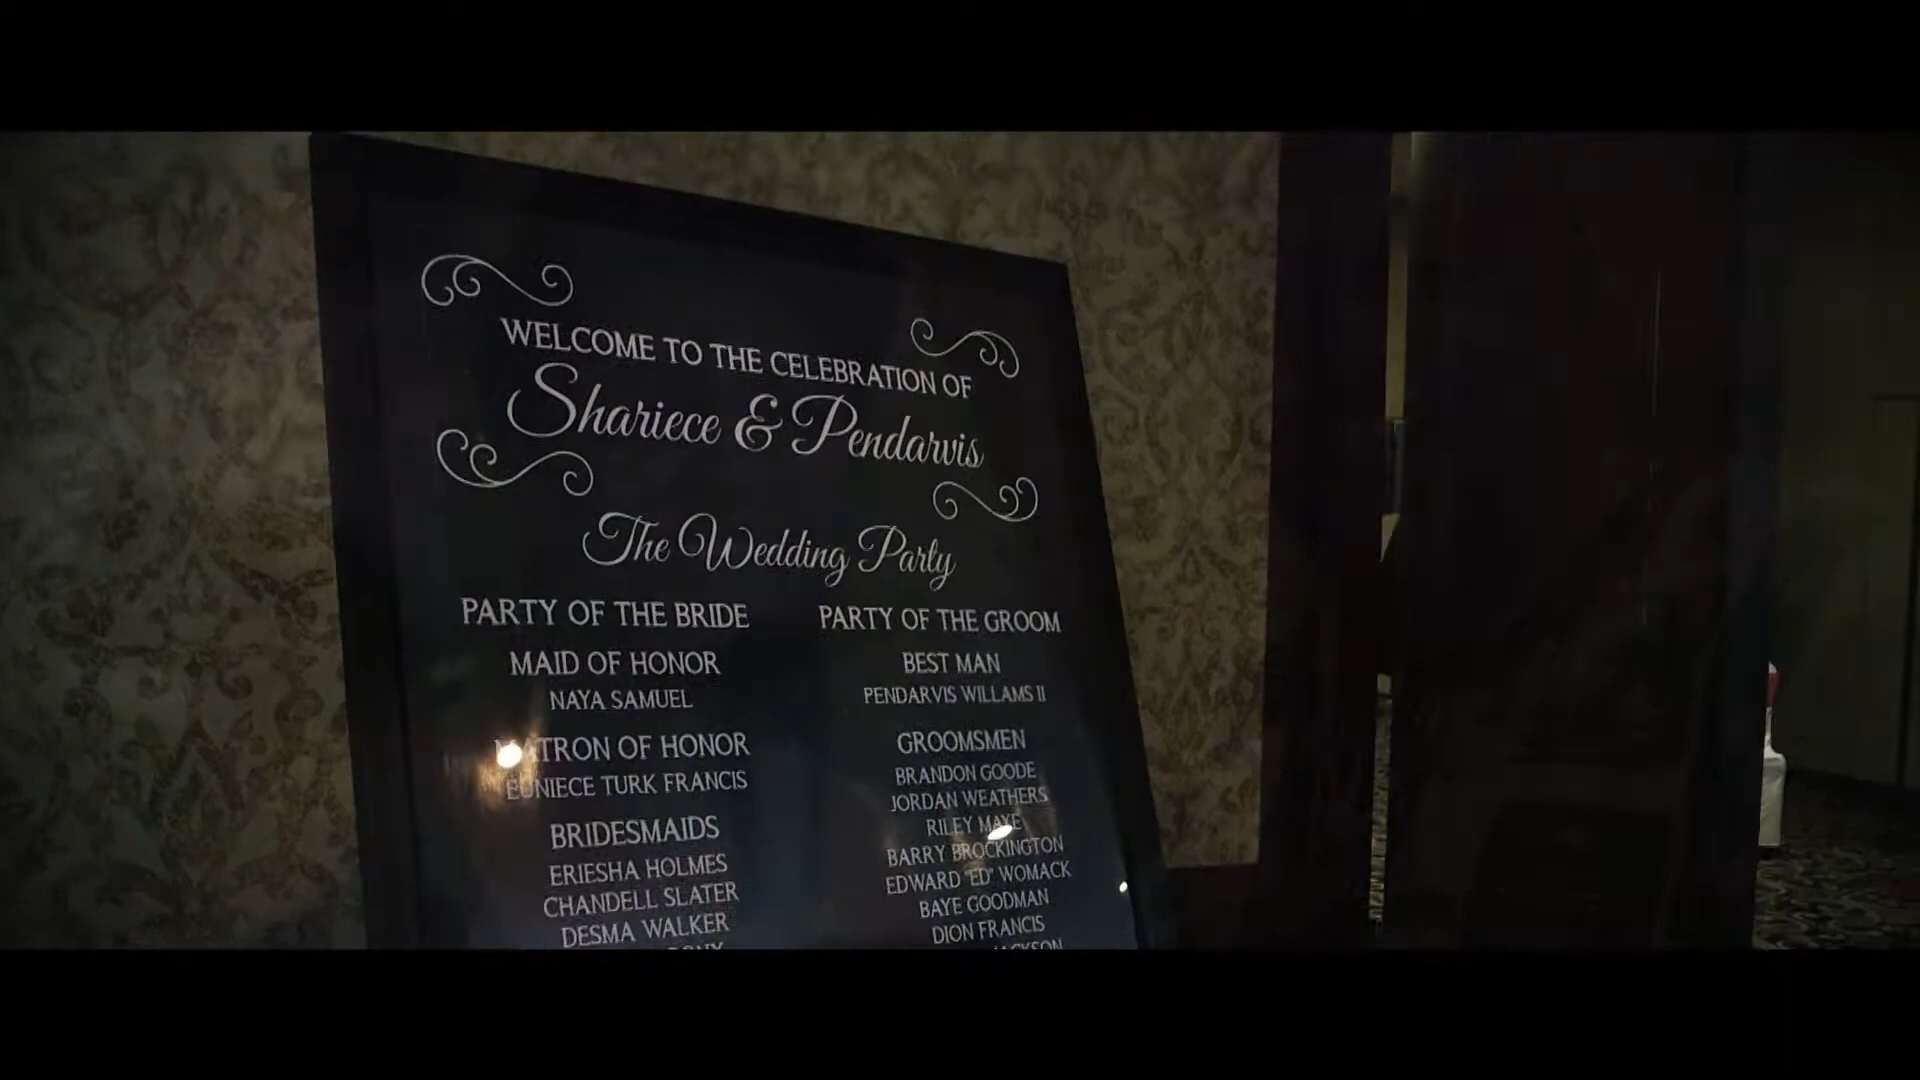 WELCOME TO THE CELEBRATION OF
Shariece & Pendarvis
The Wedding Party
PARTY OF THE BRIDE
MAID OF HONOR
NAYA SAMUEL
MATRON OF HONOR
EUNIECE TURK FRANCIS
BRIDESMAIDS
ERIESHA HOLMES
CHANDELL SLATER
DESMA WALKER
PARTY OF THE GROOM
BEST MAN
PENDARVIS WILLAMS II
GROOMSMEN
BRANDON GOODE
JORDAN WEATHERS
RILEY MAYE
BARRY BROCKINGTON
EDWARD "ED" WOMACK
BAYE GOODMAN
DION FRANCIS
JACKSON